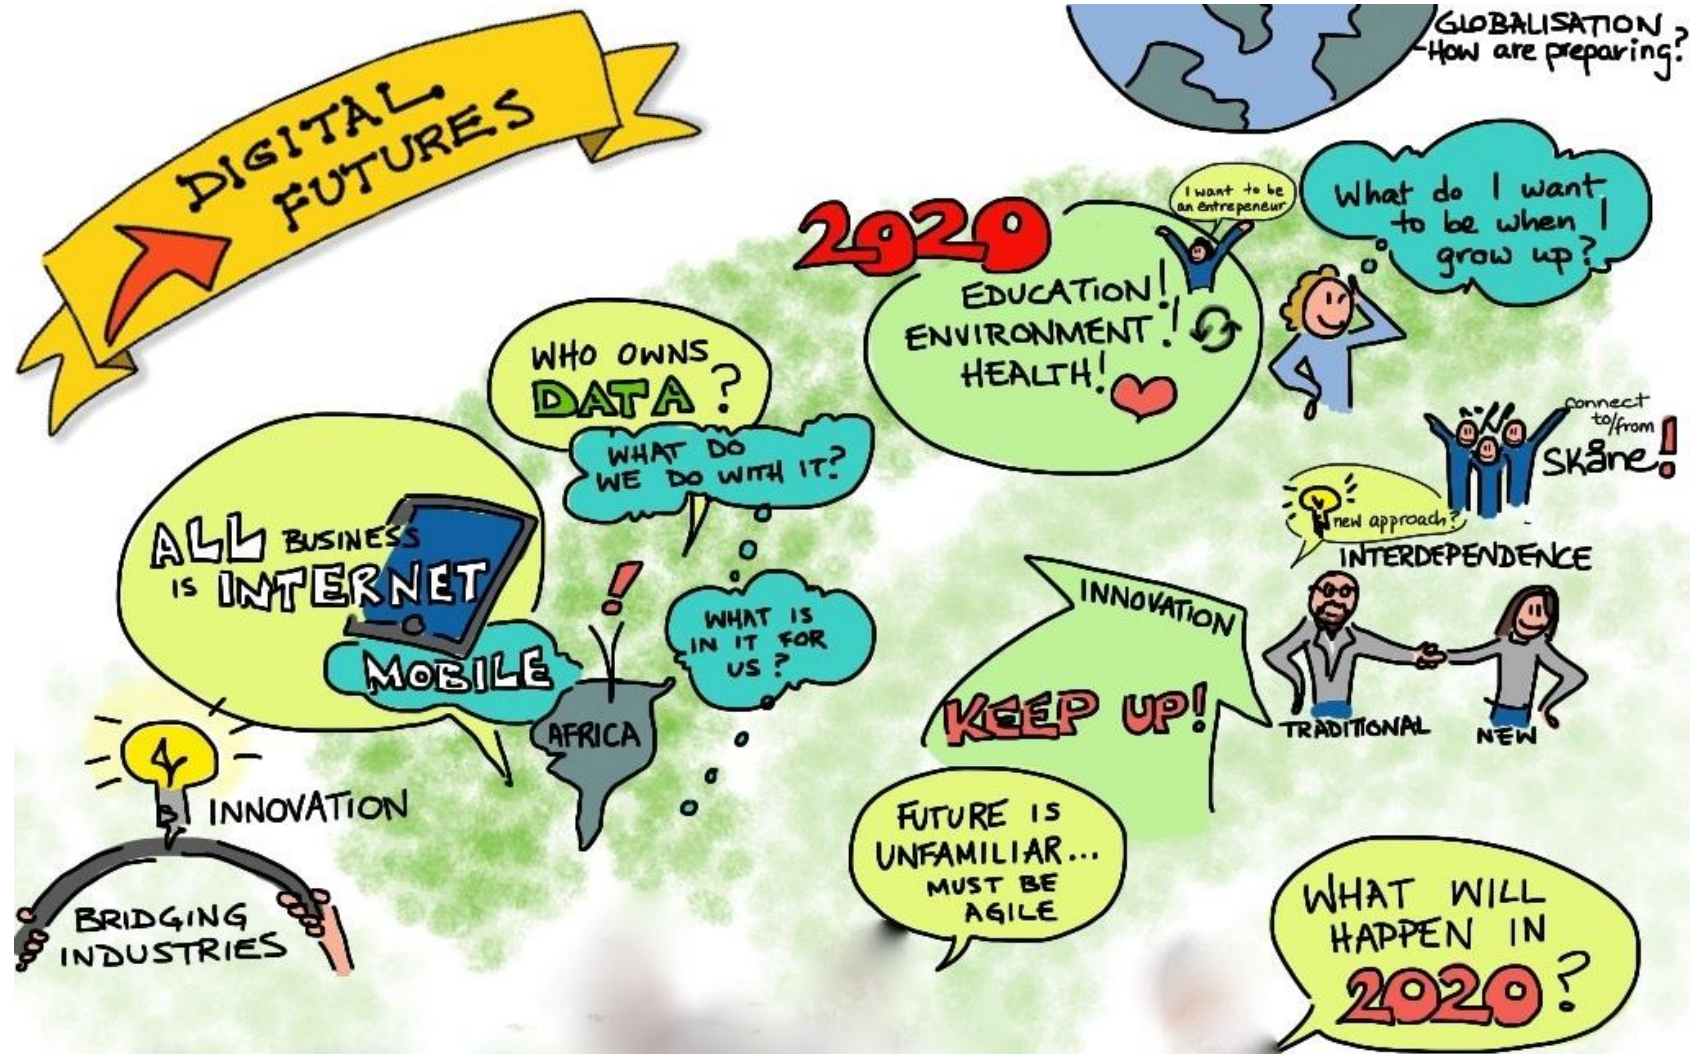 DIGITAL
FUTURES
GLOBALISATION
-How are preparing?
2020
EDUCATION!
ENVIRONMENT!
HEALTH!
I want to be
an entrepeneur
What do I want
to be when I
grow up?
WHO OWNS
DATA?
WHAT DO
WE DO WITH IT?
WHAT IS
IN IT FOR
US?
ALL BUSINESS
IS INTERNET
MOBILE
!
AFRICA
INNOVATION
BRIDGING
INDUSTRIES
connect
to/from
SKåne!
new approach?
INTERDEPENDENCE
TRADITIONAL
NEW
INNOVATION
KEEP UP!
FUTURE IS
UNFAMILIAR...
MUST BE
AGILE
WHAT WILL
HAPPEN IN
2020?